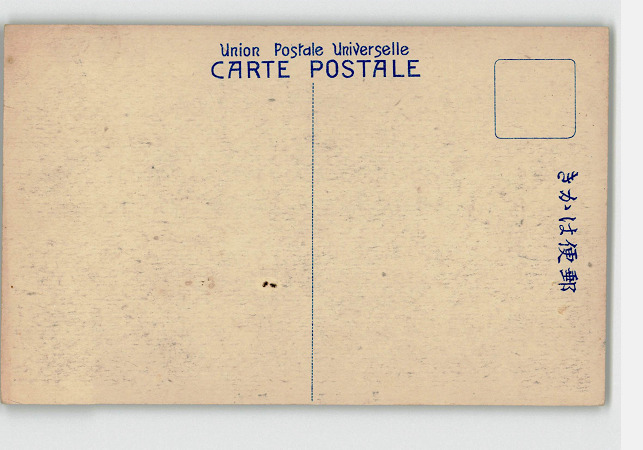 Union Postale Universelle
CARTE POSTALE
きかは便郵